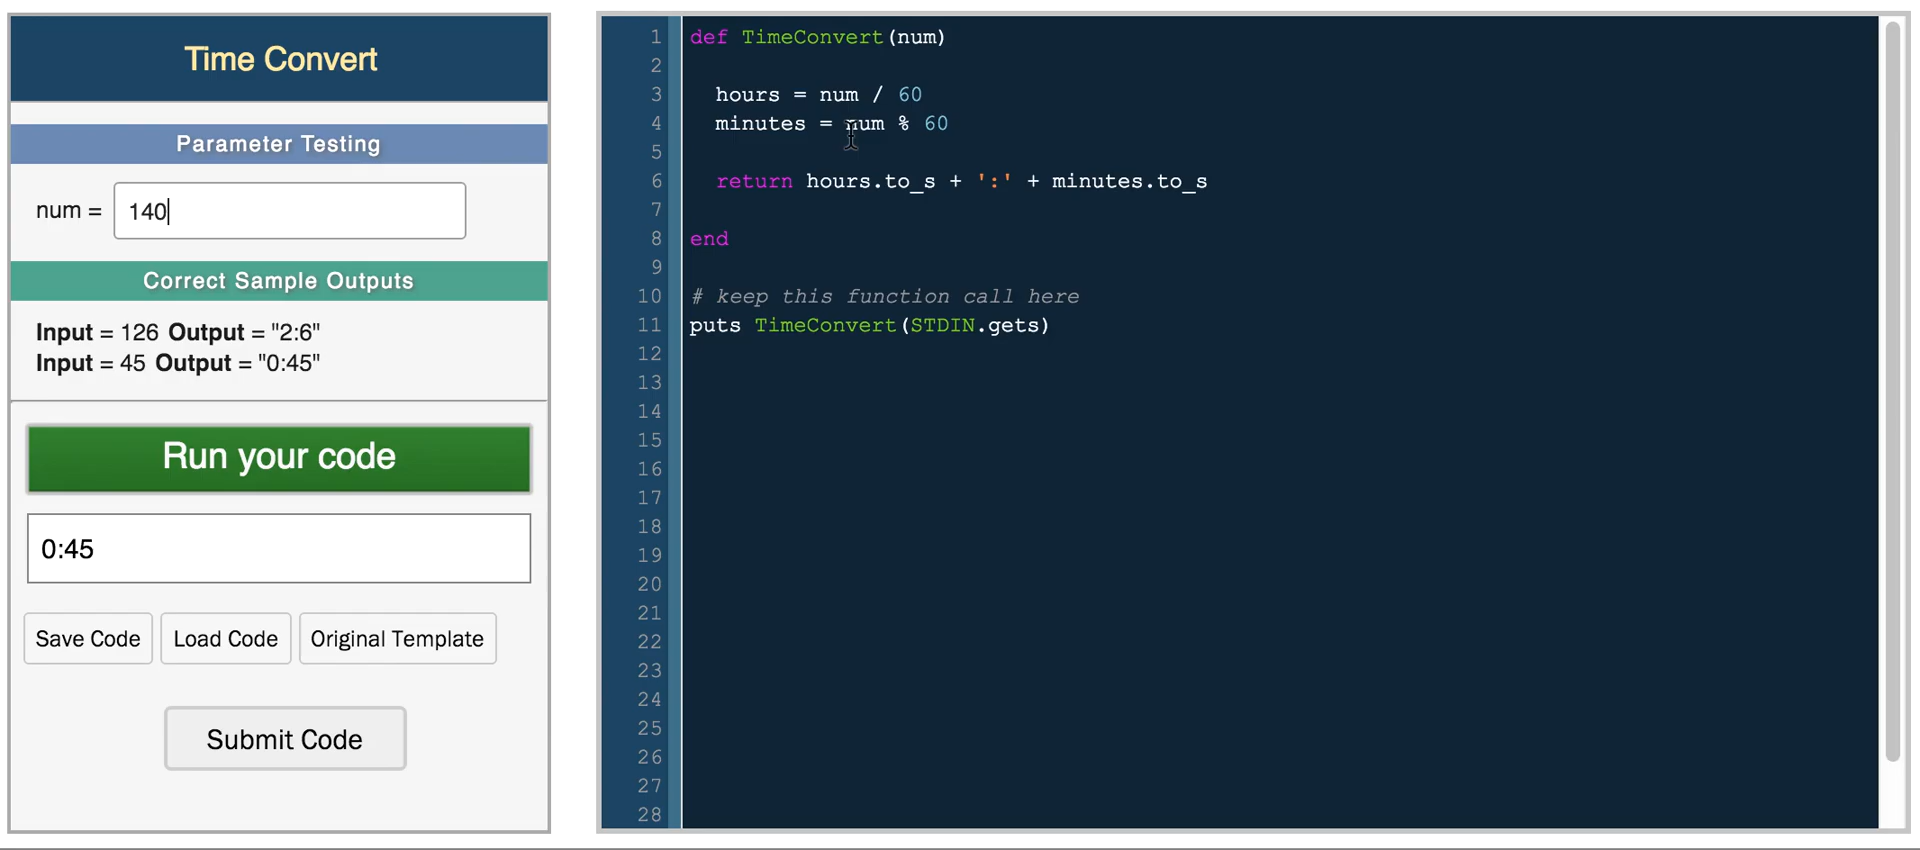 Time Convert
Parameter Testing
num = 140
Correct Sample Outputs
Input = 126 Output = "2:6"
Input = 45 Output = "0:45"
Run your code
0:45
Save Code Load Code Original Template
Submit Code
1 def TimeConvert(num)
2
3 hours = num / 60
4 minutes = num % 60
5
6 return hours.to_s + ':' + minutes.to_s
7
8 end
9
10 # keep this function call here
11 puts TimeConvert(STDIN.gets)
12
13
14
15
16
17
18
19
20
21
22
23
24
25
26
27
28